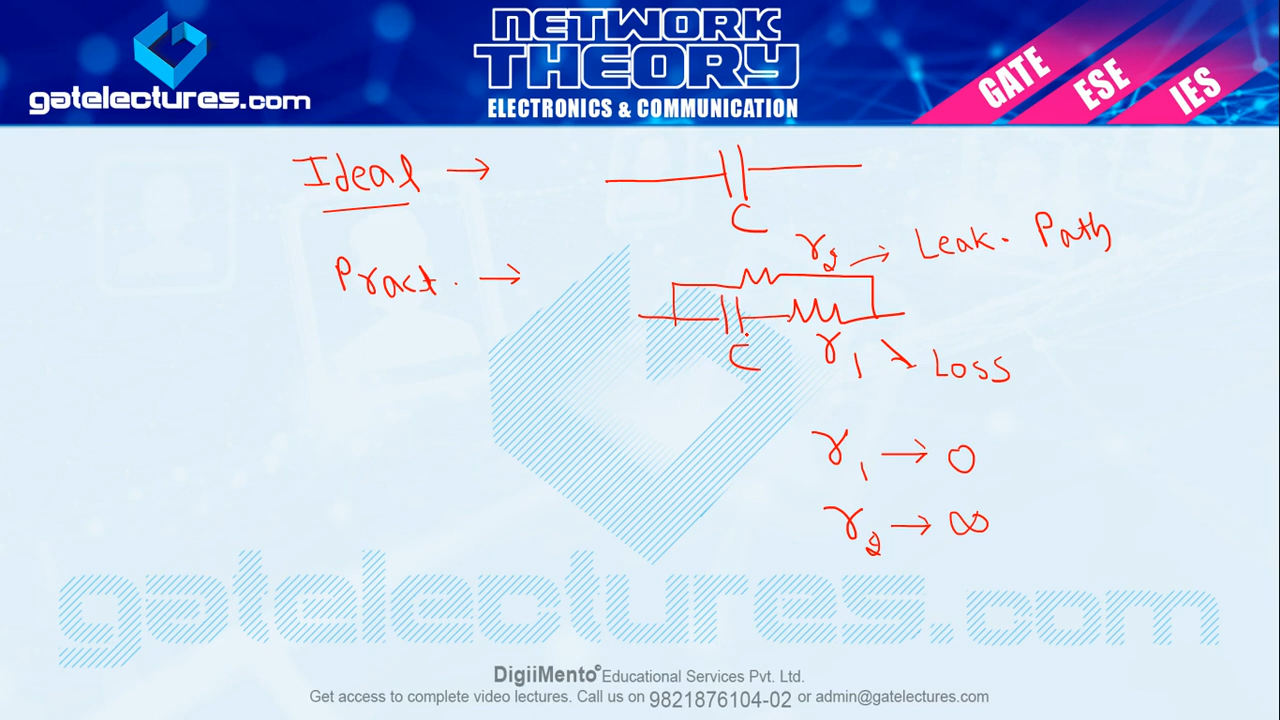 gatelectures.com
NETWORK
THEORY
ELECTRONICS & COMMUNICATION
GATE
ESE
IES
Ideal →
C
Pract. →
r2 → Leak. Path
C
r1 → Loss
r1 → 0
r2 → ∞
gatelectures.com
DigiiMento© Educational Services Pvt. Ltd.
Get access to complete video lectures. Call us on 9821876104-02 or admin@gatelectures.com